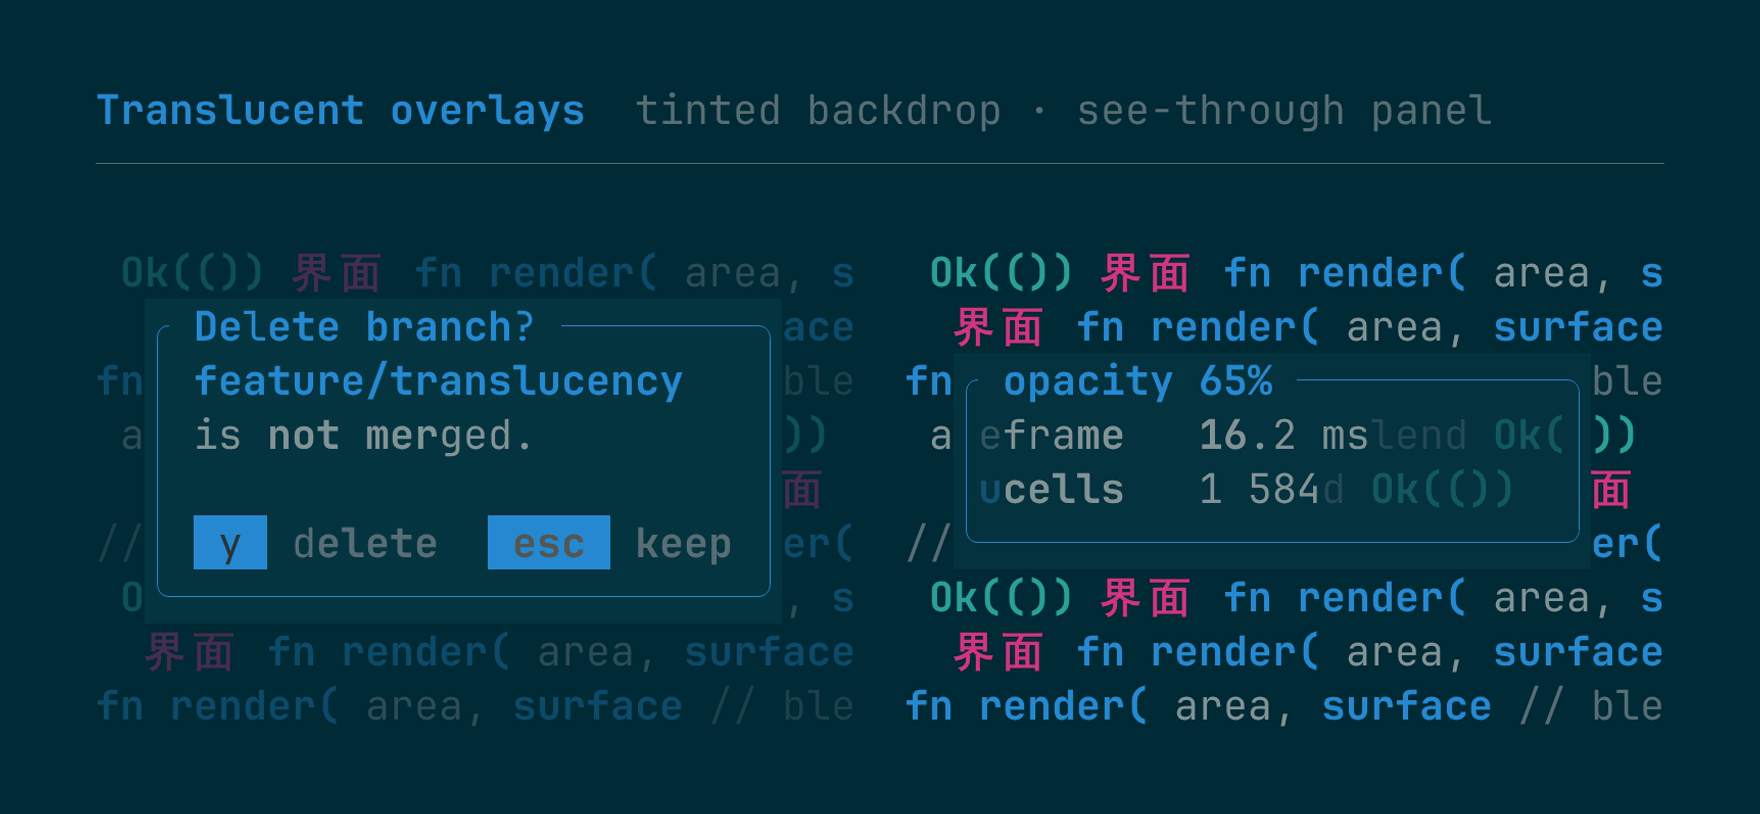 Translucent overlays tinted backdrop · see-through panel
Ok(()) 界面 fn render( area, s
Delete branch? ace
fn feature/translucency ble
a is not merged. ))
面
// y delete esc keep er(
O , s
界面 fn render( area, surface
fn render( area, surface // ble
Ok(()) 界面 fn render( area, s
界面 fn render( area, surface
fn opacity 65% ble
a eframe 16.2 mslend Ok( ))
ucells 1 584d Ok(()) 面
// er(
Ok(()) 界面 fn render( area, s
界面 fn render( area, surface
fn render( area, surface // ble